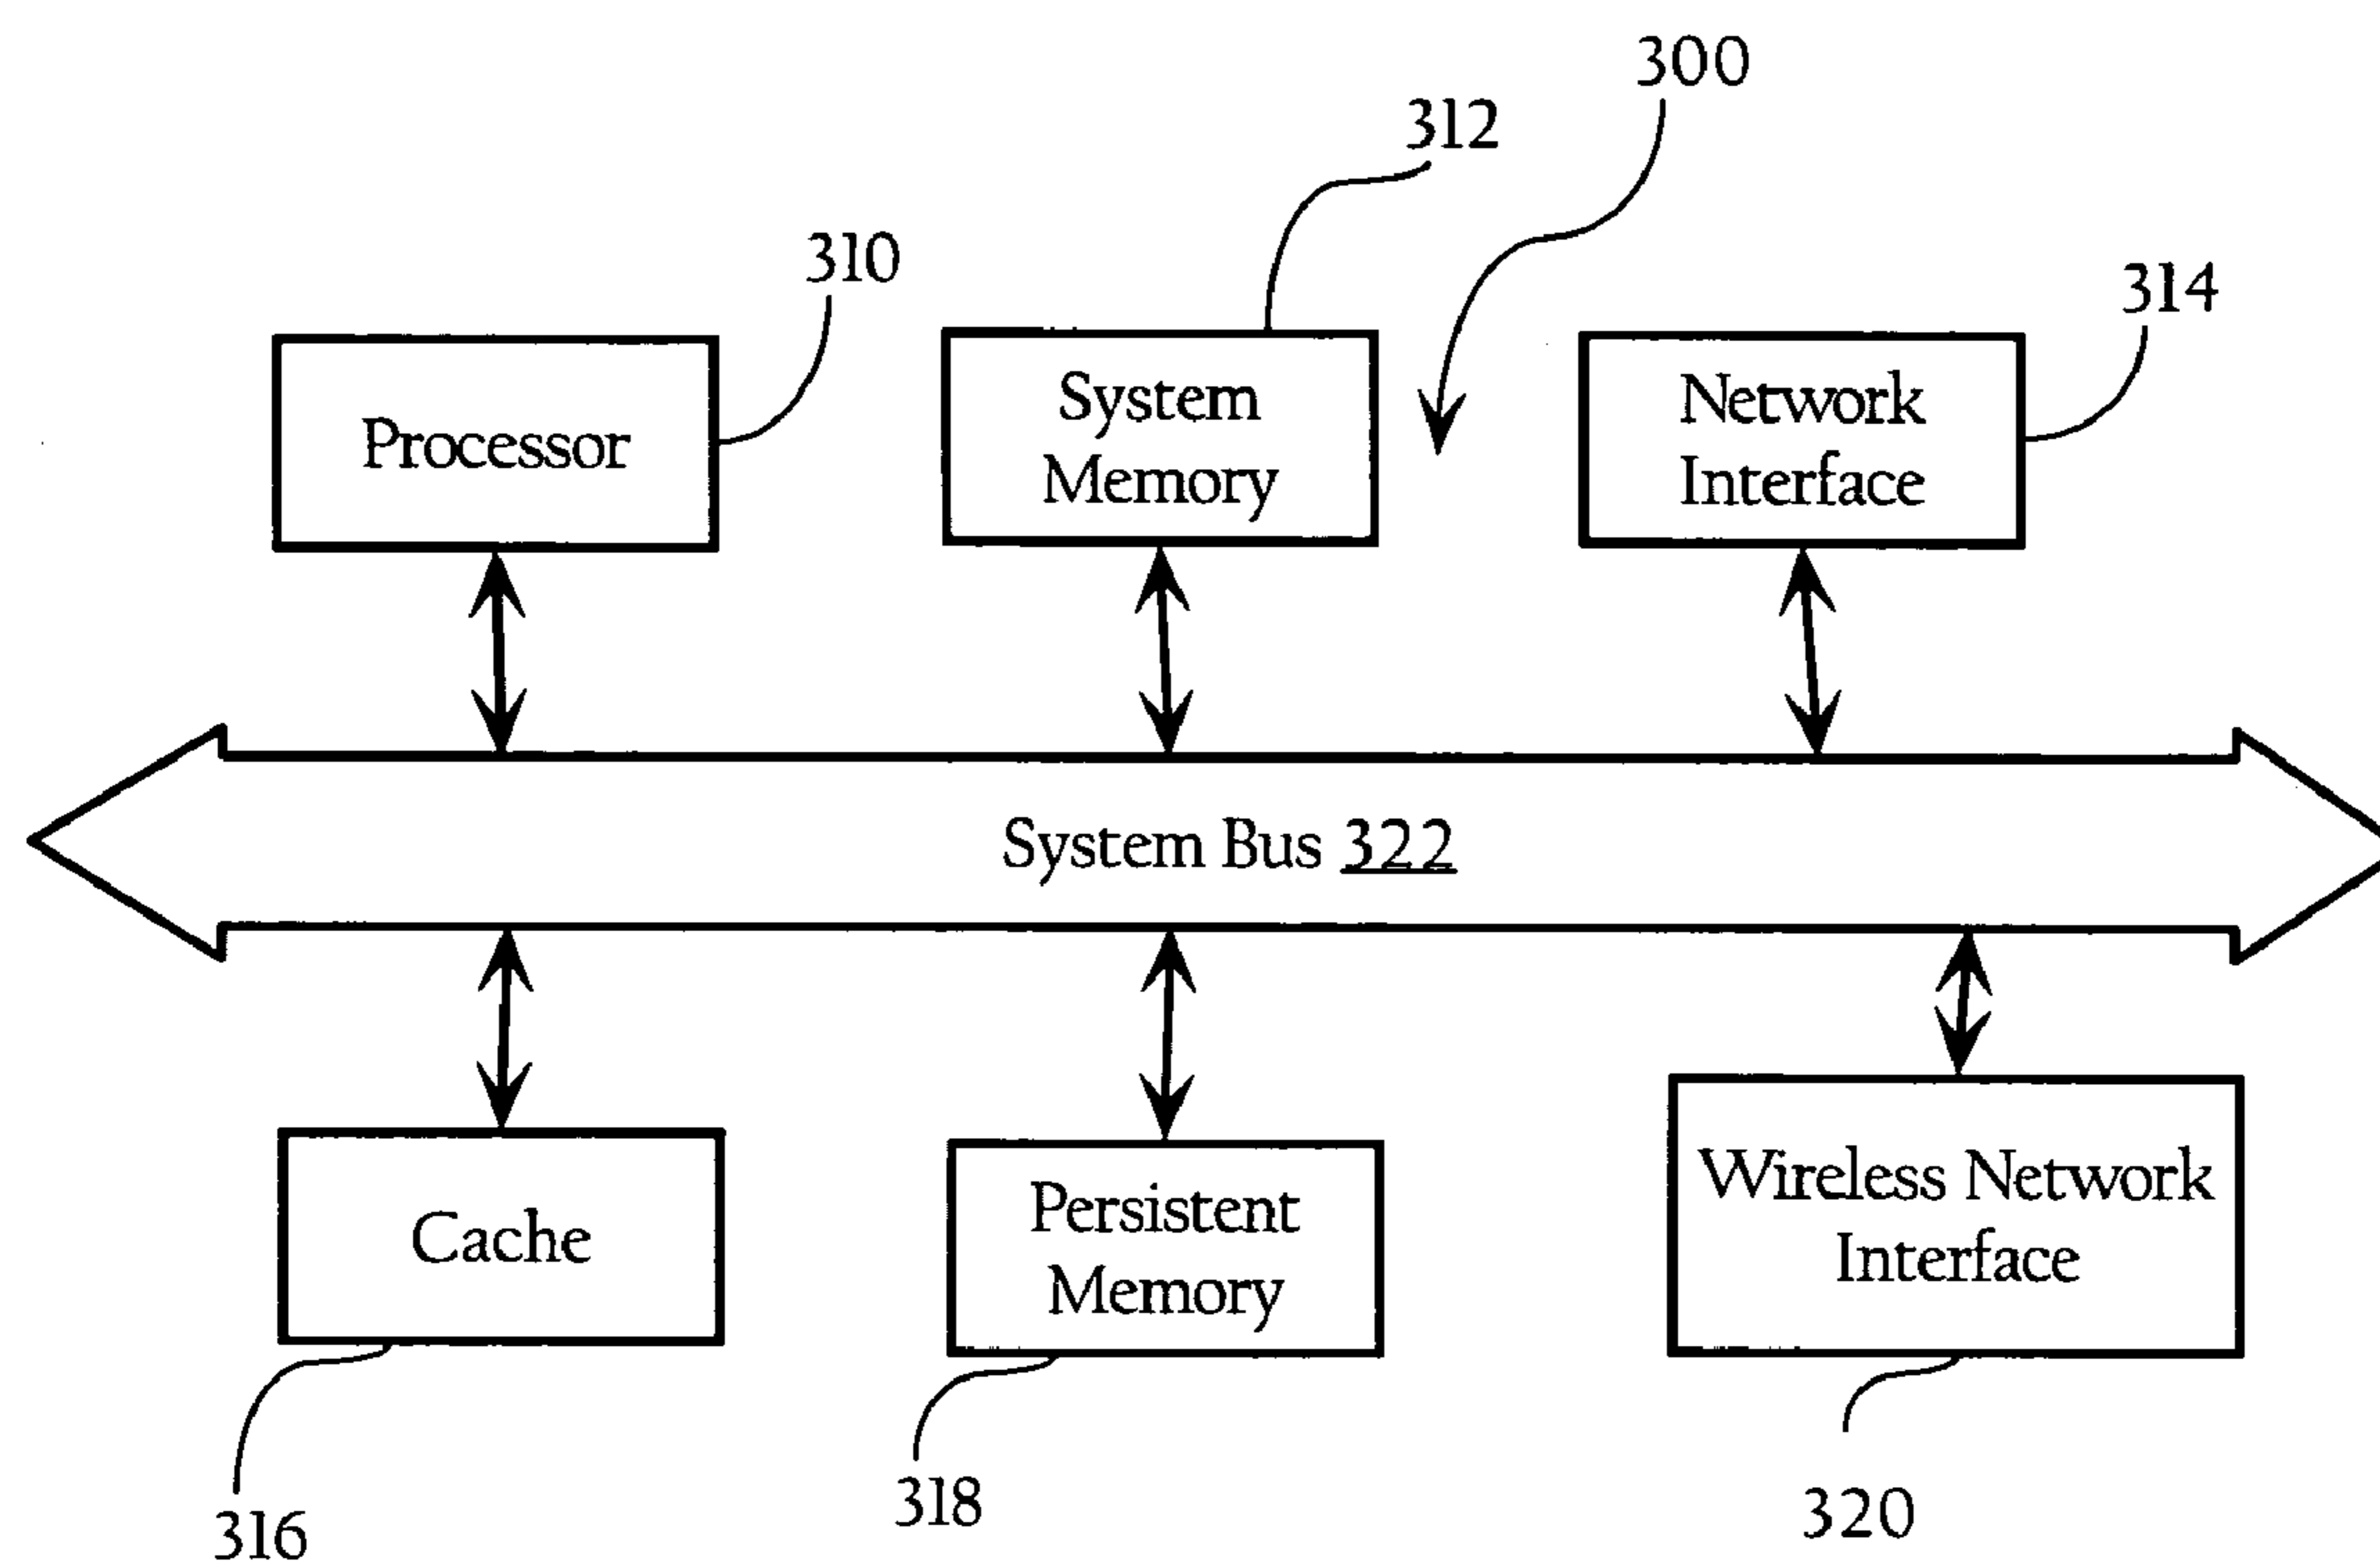 300
312
310
314
Processor
System
Memory
Network
Interface
System Bus 322
Cache
Persistent
Memory
Wireless Network
Interface
316
318
320